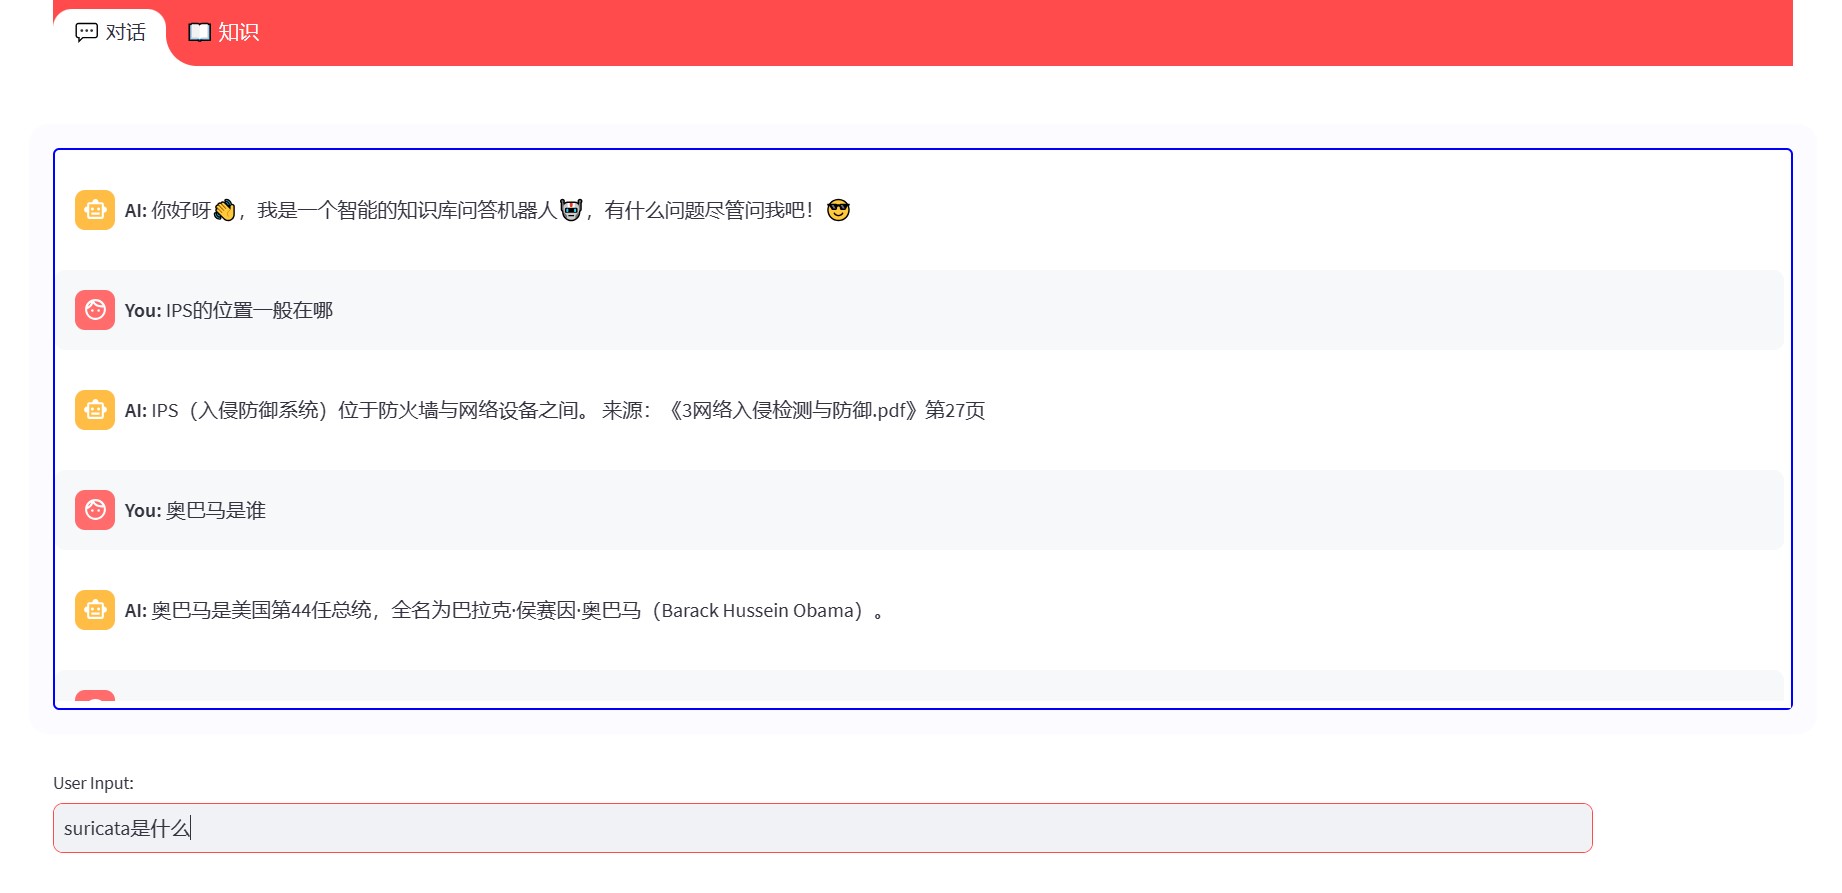 对话
知识
AI: 你好呀👋，我是一个智能的知识库问答机器人🤖，有什么问题尽管问我吧！😎
You: IPS的位置一般在哪
AI: IPS（入侵防御系统）位于防火墙与网络设备之间。 来源：《3网络入侵检测与防御.pdf》第27页
You: 奥巴马是谁
AI: 奥巴马是美国第44任总统，全名为巴拉克·侯赛因·奥巴马（Barack Hussein Obama）。
User Input:
suricata是什么